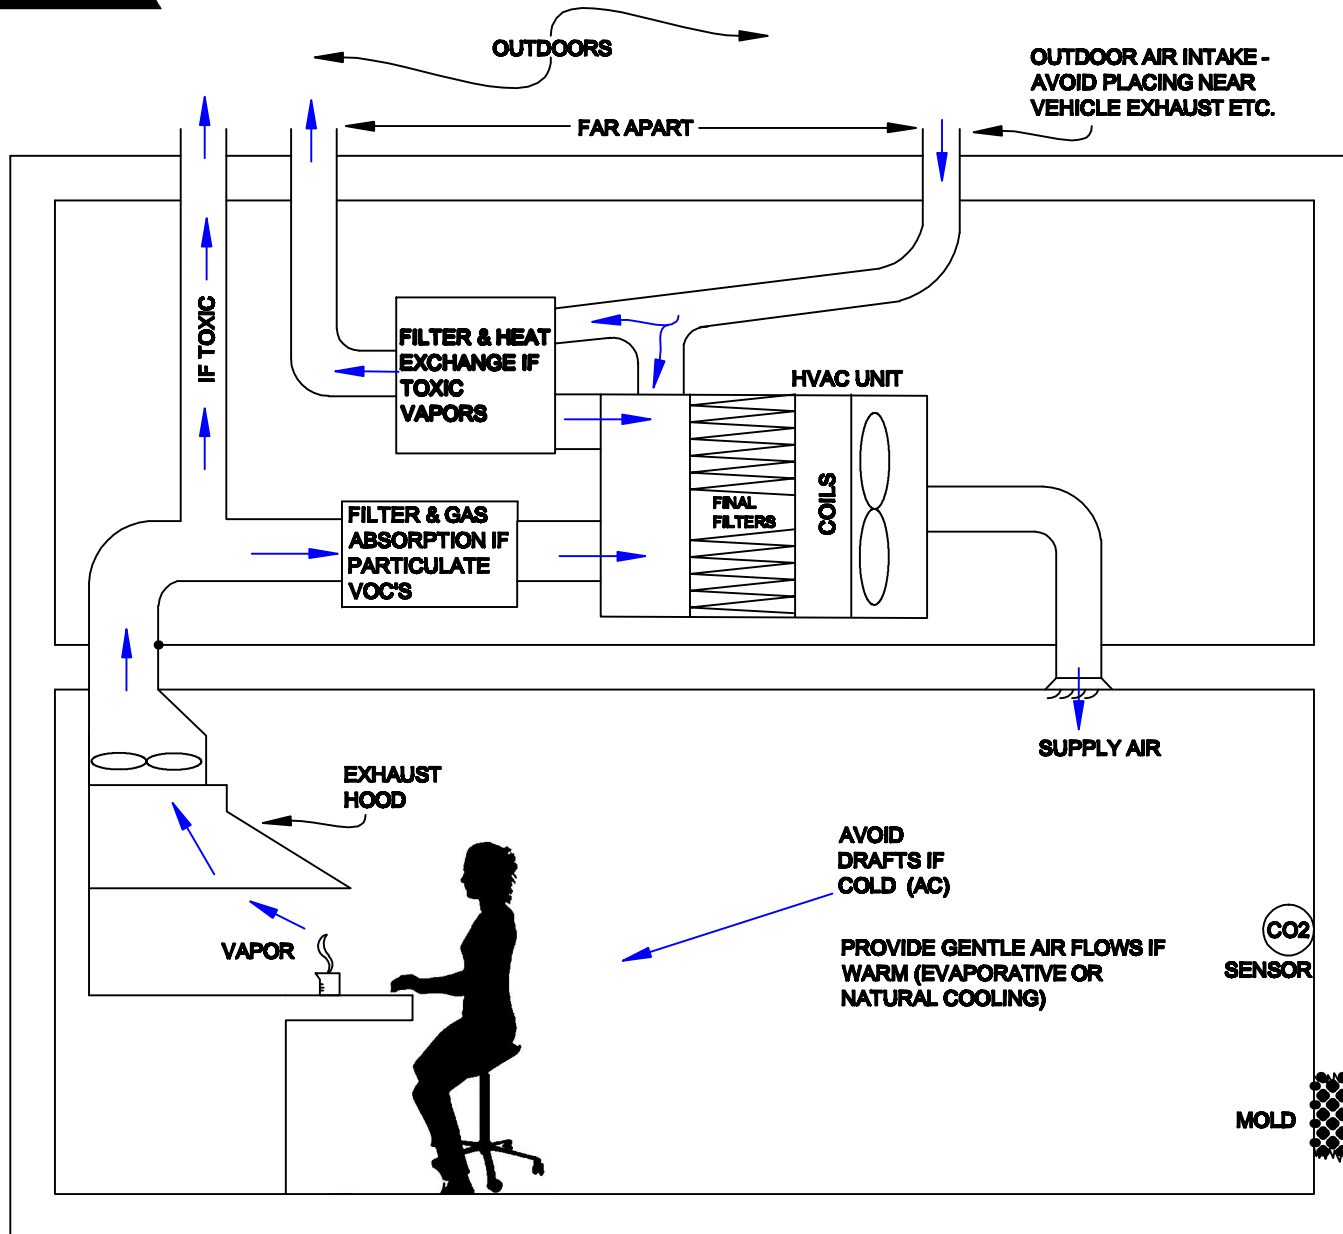 OUTDOORS
OUTDOOR AIR INTAKE -
AVOID PLACING NEAR
VEHICLE EXHAUST ETC.
FAR APART
IF TOXIC
FILTER & HEAT
EXCHANGE IF
TOXIC
VAPORS
HVAC UNIT
FINAL
FILTERS
COILS
FILTER & GAS
ABSORPTION IF
PARTICULATE
VOC'S
SUPPLY AIR
EXHAUST
HOOD
AVOID
DRAFTS IF
COLD (AC)
VAPOR
PROVIDE GENTLE AIR FLOWS IF
WARM (EVAPORATIVE OR
NATURAL COOLING)
CO2
SENSOR
MOLD